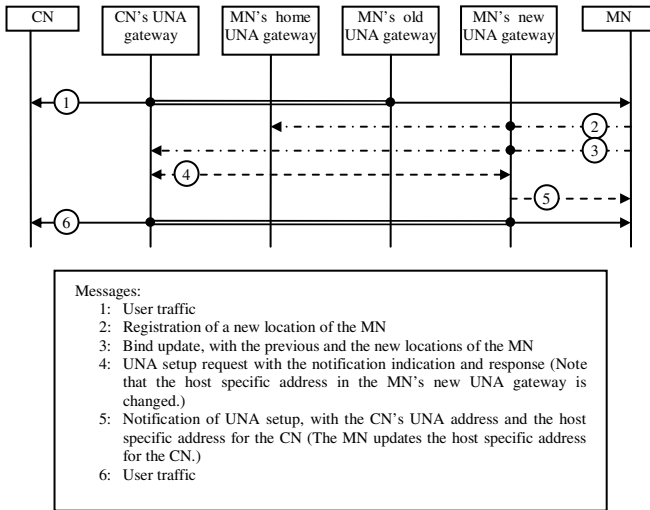 CN
CN's UNA
gateway
MN's home
UNA gateway
MN's old
UNA gateway
MN's new
UNA gateway
MN
1
2
3
4
5
6
Messages:
1: User traffic
2: Registration of a new location of the MN
3: Bind update, with the previous and the new locations of the MN
4: UNA setup request with the notification indication and response (Note
that the host specific address in the MN's new UNA gateway is
changed.)
5: Notification of UNA setup, with the CN's UNA address and the host
specific address for the CN (The MN updates the host specific address
for the CN.)
6: User traffic